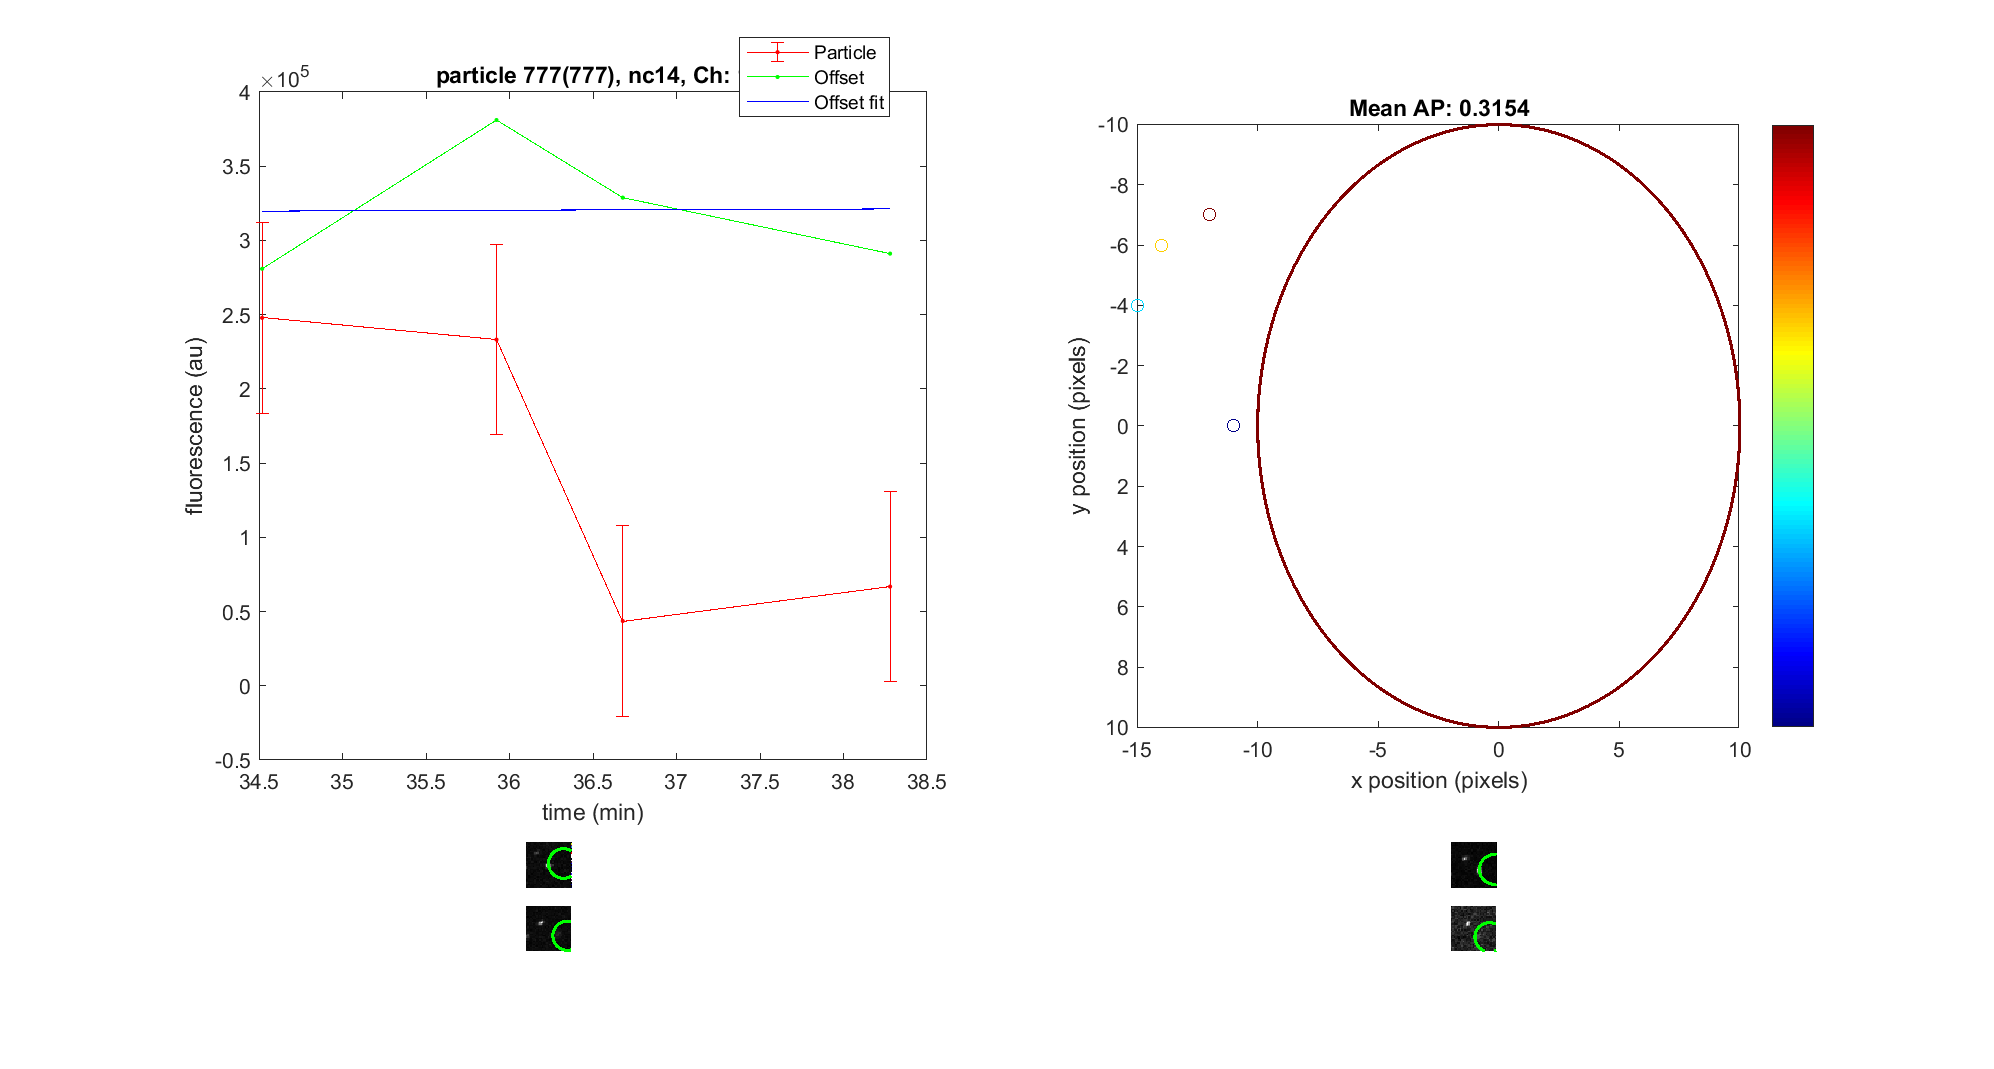 particle 777(777), nc14, Ch:
Particle
Offset
Offset fit
×10^5
4
3.5
3
2.5
2
1.5
1
0.5
0
-0.5
fluorescence (au)
34.5 35 35.5 36 36.5 37 37.5 38 38.5
time (min)
Mean AP: 0.3154
-10
-8
-6
-4
-2
0
2
4
6
8
10
y position (pixels)
-15 -10 -5 0 5 10
x position (pixels)